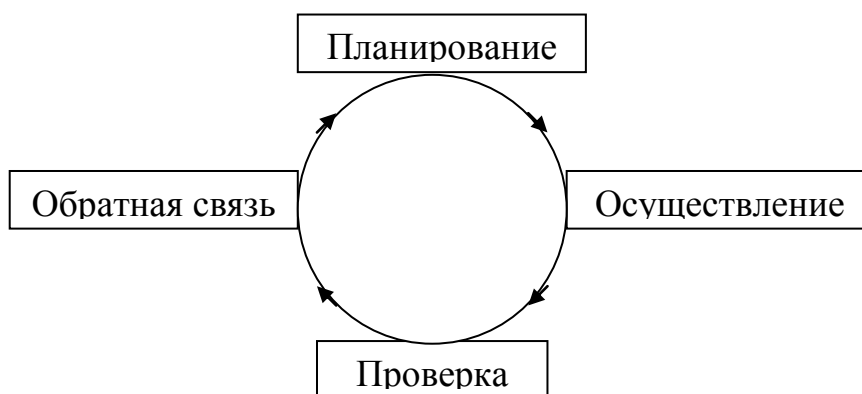 Планирование
Обратная связь
Осуществление
Проверка